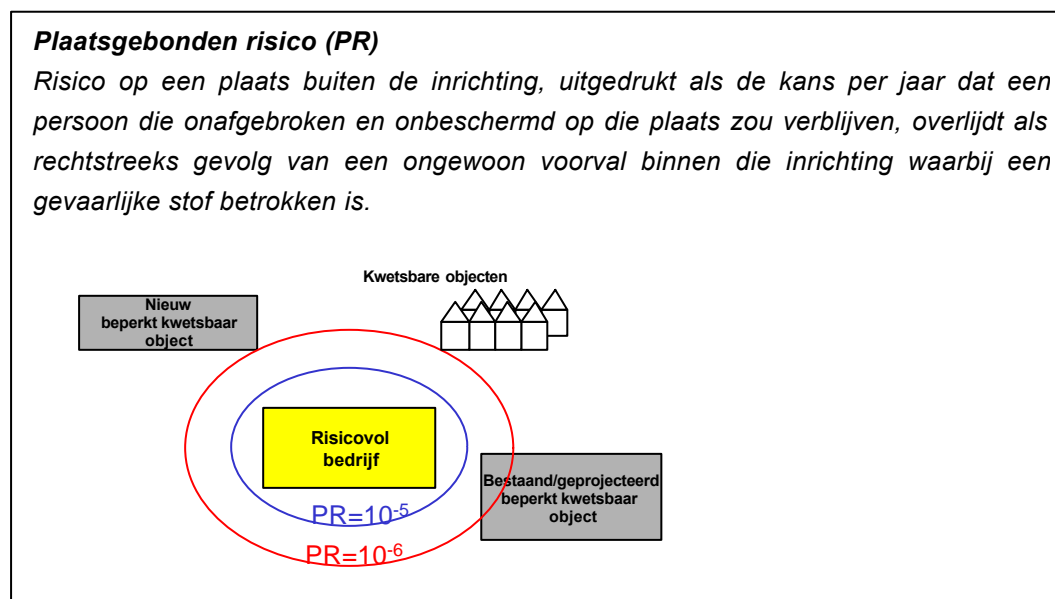 Plaatsgebonden risico (PR)
Risico op een plaats buiten de inrichting, uitgedrukt als de kans per jaar dat een
persoon die onafgebroken en onbeschermd op die plaats zou verblijven, overlijdt als
rechtstreeks gevolg van een ongewoon voorval binnen die inrichting waarbij een
gevaarlijke stof betrokken is.
Kwetsbare objecten
Nieuw
beperkt kwetsbaar
object
Risicovol
bedrijf
Bestaand/geprojecteerd
beperkt kwetsbaar
object
PR=10⁻⁵
PR=10⁻⁶